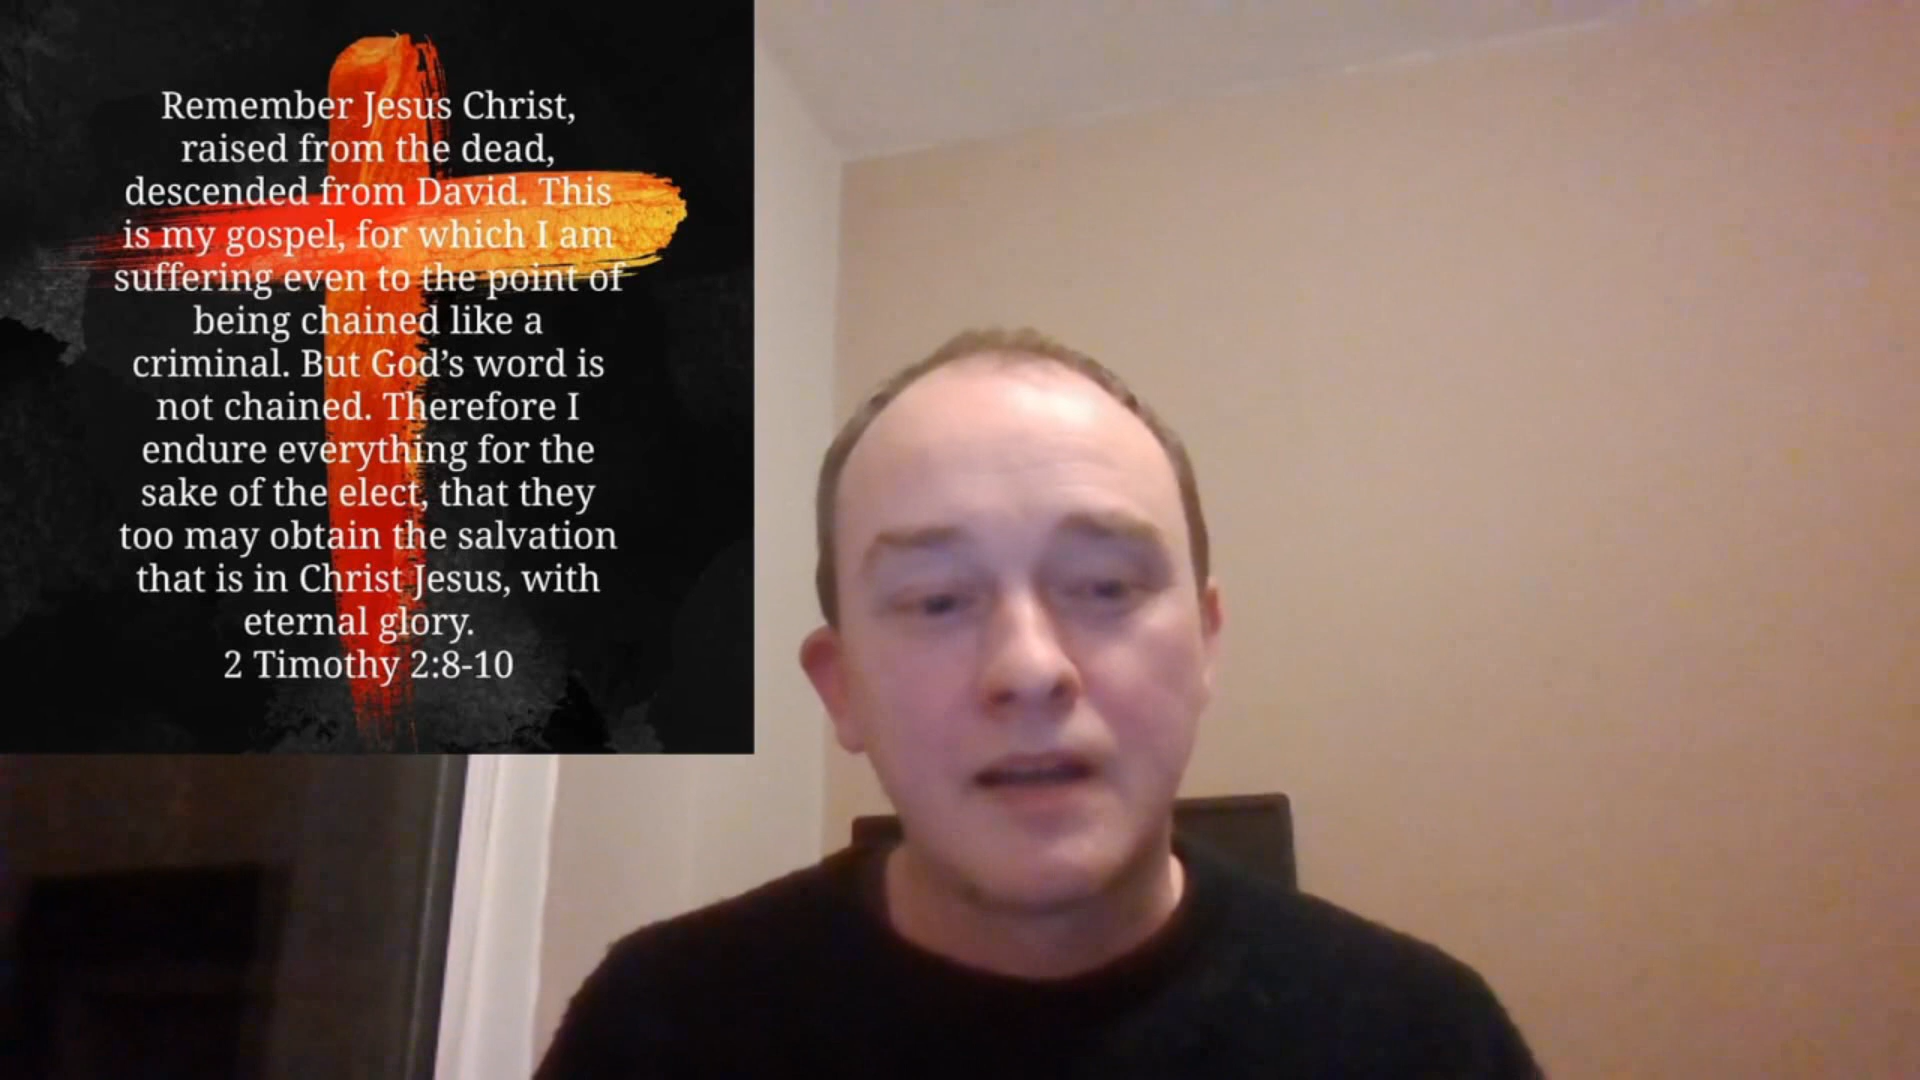 Remember Jesus Christ,
raised from the dead,
descended from David. This
is my gospel, for which I am
suffering even to the point of
being chained like a
criminal. But God’s word is
not chained. Therefore I
endure everything for the
sake of the elect, that they
too may obtain the salvation
that is in Christ Jesus, with
eternal glory.
2 Timothy 2:8-10